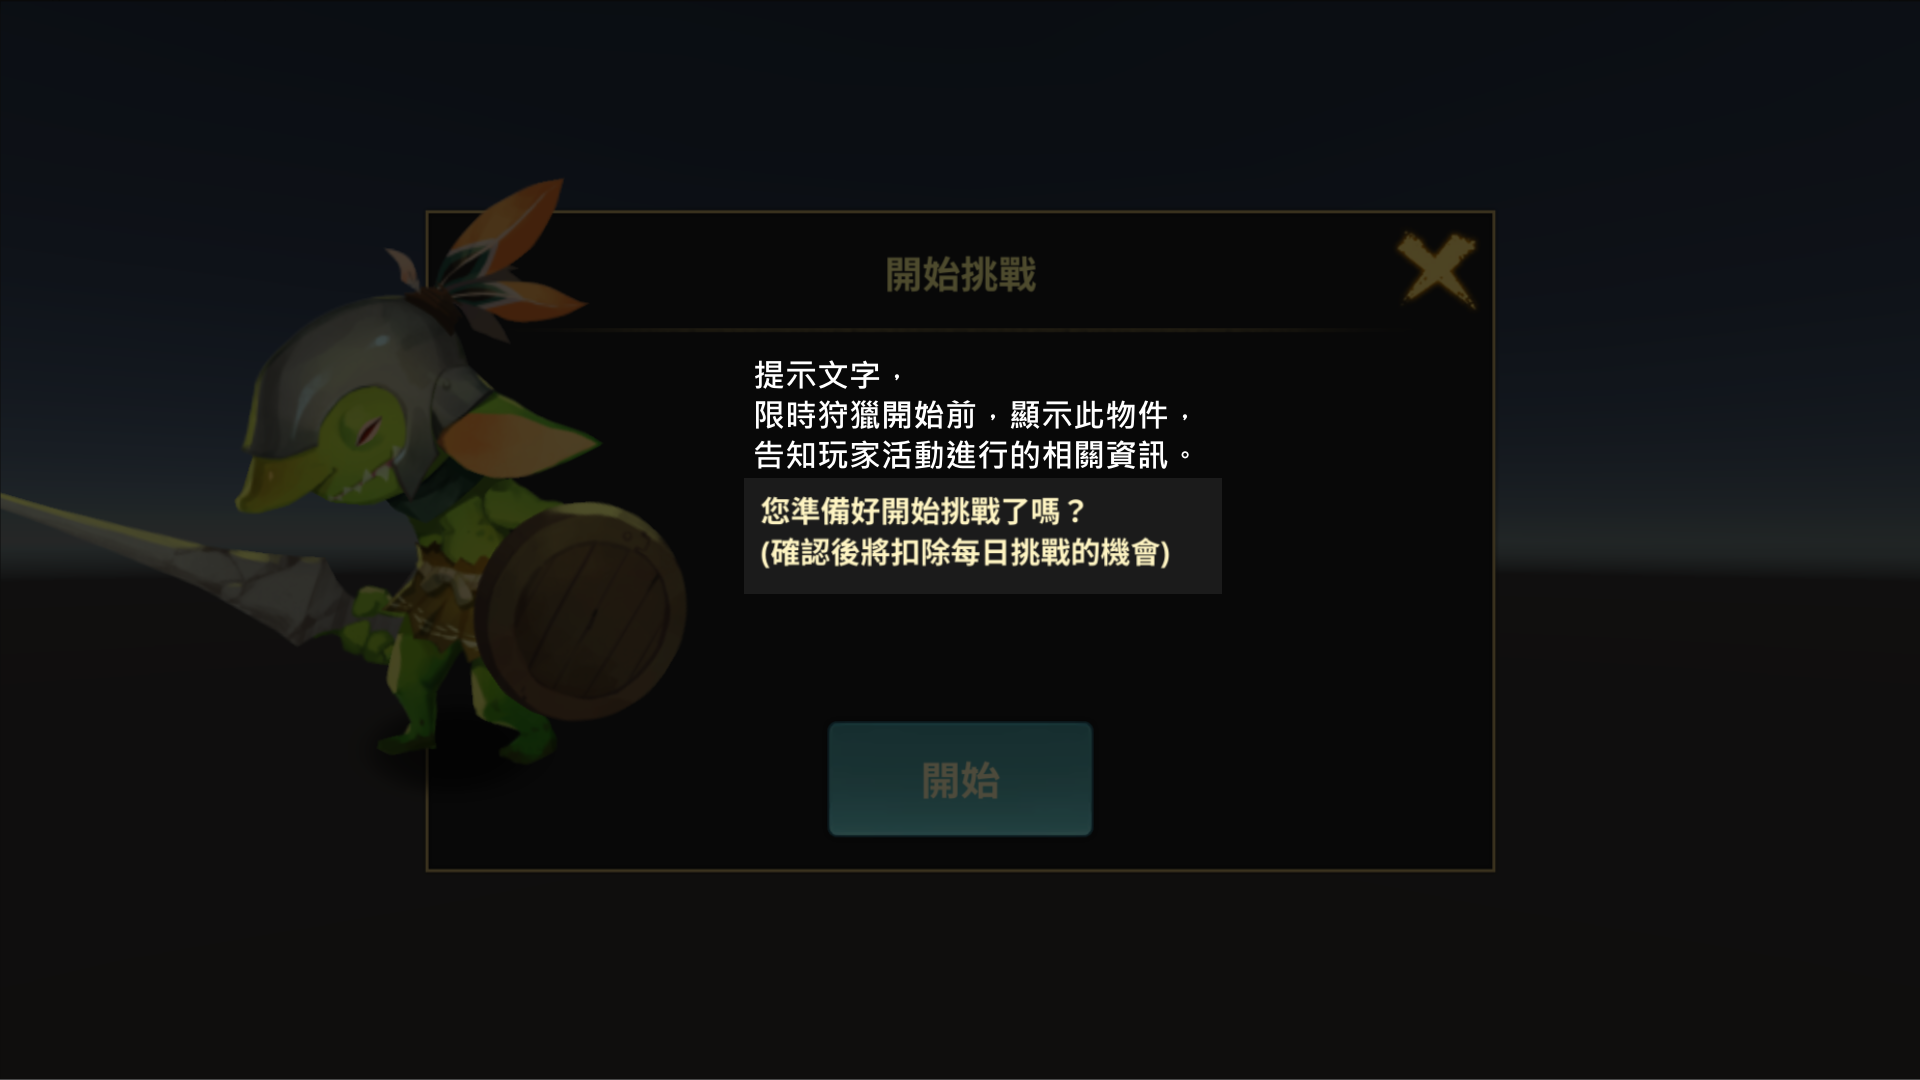 開始挑戰
提示文字，
限時狩獵開始前，顯示此物件，
告知玩家活動進行的相關資訊。
您準備好開始挑戰了嗎？
(確認後將扣除每日挑戰的機會)
開始